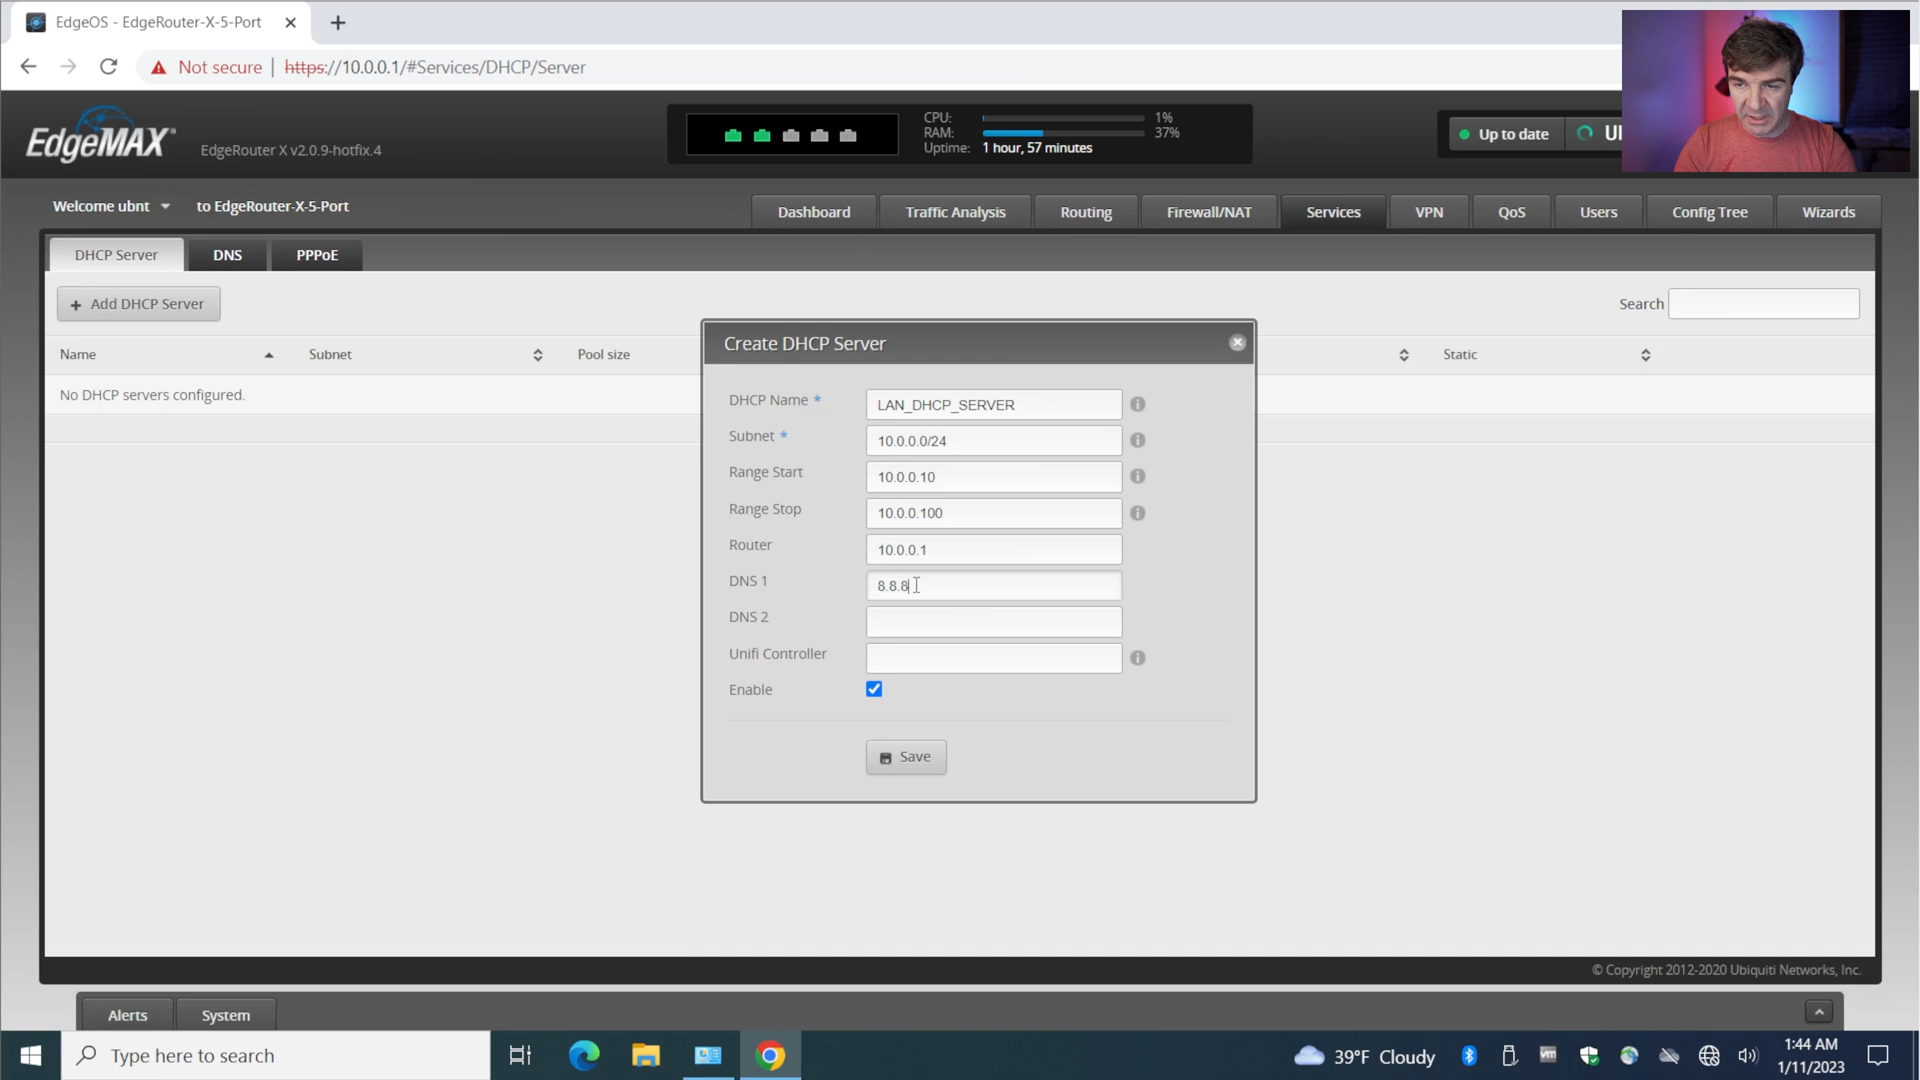 EdgeOS - EdgeRouter-X-5-Port
Not secure | https://10.0.0.1/#Services/DHCP/Server
EdgeMAX
EdgeRouter X v2.0.9-hotfix.4
CPU: 1%
RAM: 37%
Uptime: 1 hour, 57 minutes
Up to date
Welcome ubnt to EdgeRouter-X-5-Port
Dashboard Traffic Analysis Routing Firewall/NAT Services VPN QoS Users Config Tree Wizards
DHCP Server DNS PPPoE
+ Add DHCP Server
Search
Name Subnet Pool size Static
No DHCP servers configured.
Create DHCP Server
DHCP Name * LAN_DHCP_SERVER
Subnet * 10.0.0.0/24
Range Start 10.0.0.10
Range Stop 10.0.0.100
Router 10.0.0.1
DNS 1 8.8.8
DNS 2
Unifi Controller
Enable
Save
© Copyright 2012-2020 Ubiquiti Networks, Inc.
Alerts System
Type here to search
39°F Cloudy
vm
1:44 AM
1/11/2023